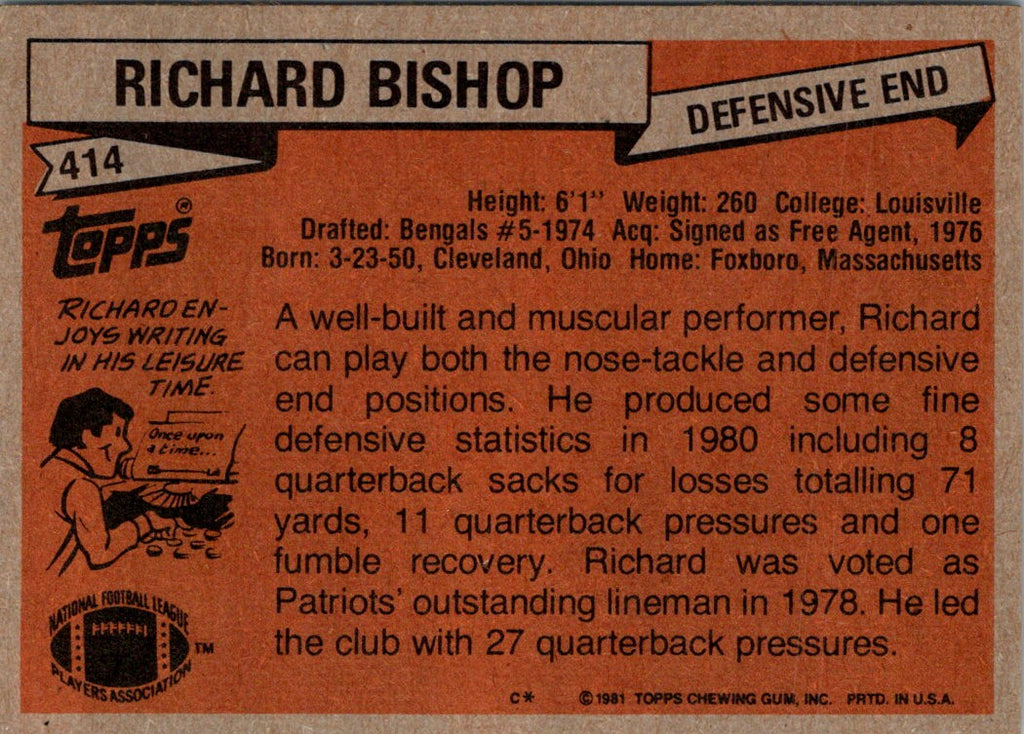 RICHARD BISHOP
DEFENSIVE END
414
topps®
Height: 6'1'' Weight: 260 College: Louisville
Drafted: Bengals #5-1974 Acq: Signed as Free Agent, 1976
Born: 3-23-50, Cleveland, Ohio Home: Foxboro, Massachusetts
RICHARD EN-
JOYS WRITING
IN HIS LEISURE
TIME.
Once upon
a time...
A well-built and muscular performer, Richard
can play both the nose-tackle and defensive
end positions. He produced some fine
defensive statistics in 1980 including 8
quarterback sacks for losses totalling 71
yards, 11 quarterback pressures and one
fumble recovery. Richard was voted as
Patriots' outstanding lineman in 1978. He led
the club with 27 quarterback pressures.
NATIONAL FOOTBALL LEAGUE
PLAYERS ASSOCIATION
TM
C* ©1981 TOPPS CHEWING GUM, INC. PRTD. IN U.S.A.